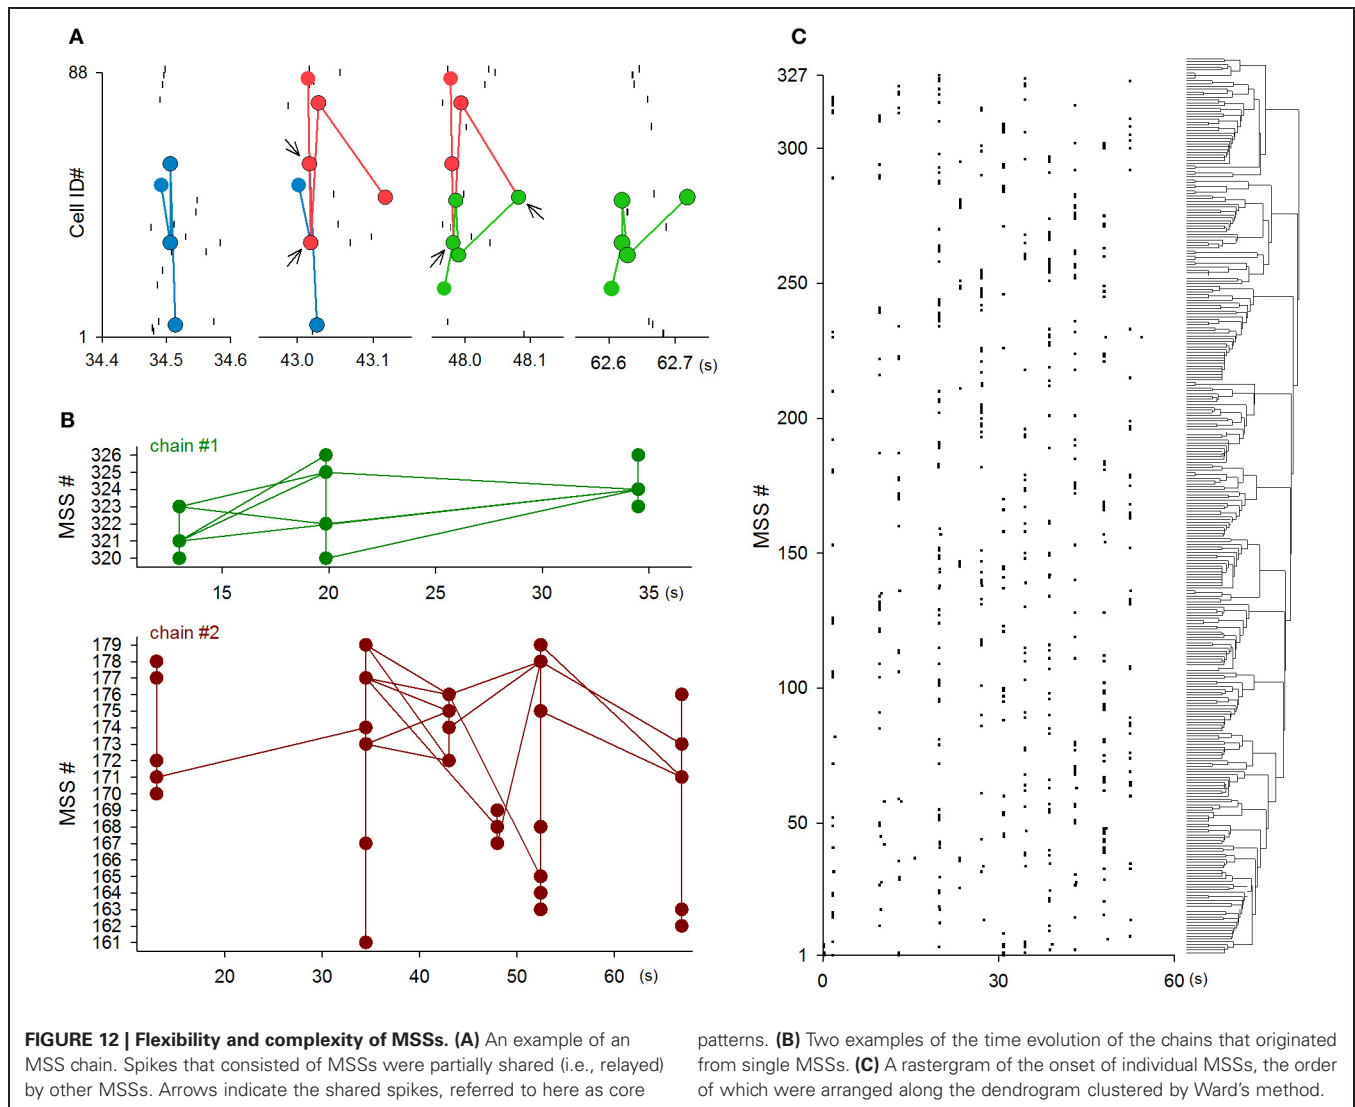 A
88
Cell ID#
1
34.4 34.5 34.6 43.0 43.1 48.0 48.1 62.6 62.7 (s)
B
chain #1
MSS #
326
325
324
323
322
321
320
15 20 25 30 35 (s)
chain #2
MSS #
179
178
177
176
175
174
173
172
171
170
169
168
167
166
165
164
163
162
161
20 30 40 50 60 (s)
C
327
300
250
200
MSS #
150
100
50
1
0 30 60 (s)
FIGURE 12 | Flexibility and complexity of MSSs. (A) An example of an
MSS chain. Spikes that consisted of MSSs were partially shared (i.e., relayed)
by other MSSs. Arrows indicate the shared spikes, referred to here as core
patterns. (B) Two examples of the time evolution of the chains that originated
from single MSSs. (C) A rastergram of the onset of individual MSSs, the order
of which were arranged along the dendrogram clustered by Ward's method.